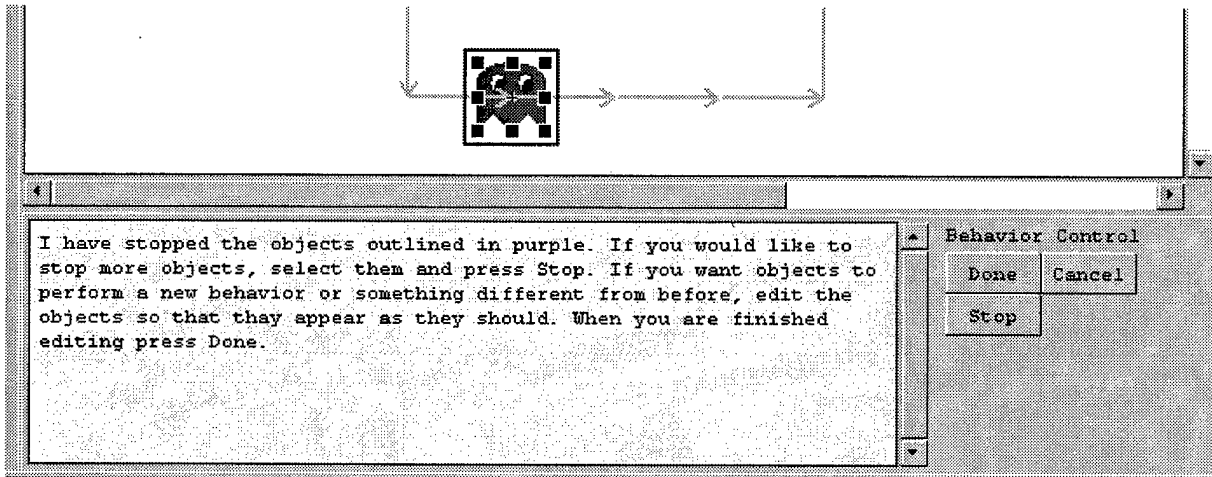 I have stopped the objects outlined in purple. If you would like to
stop more objects, select them and press Stop. If you want objects to
perform a new behavior or something different from before, edit the
objects so that thay appear as they should. When you are finished
editing press Done.
Behavior Control
Done Cancel
Stop